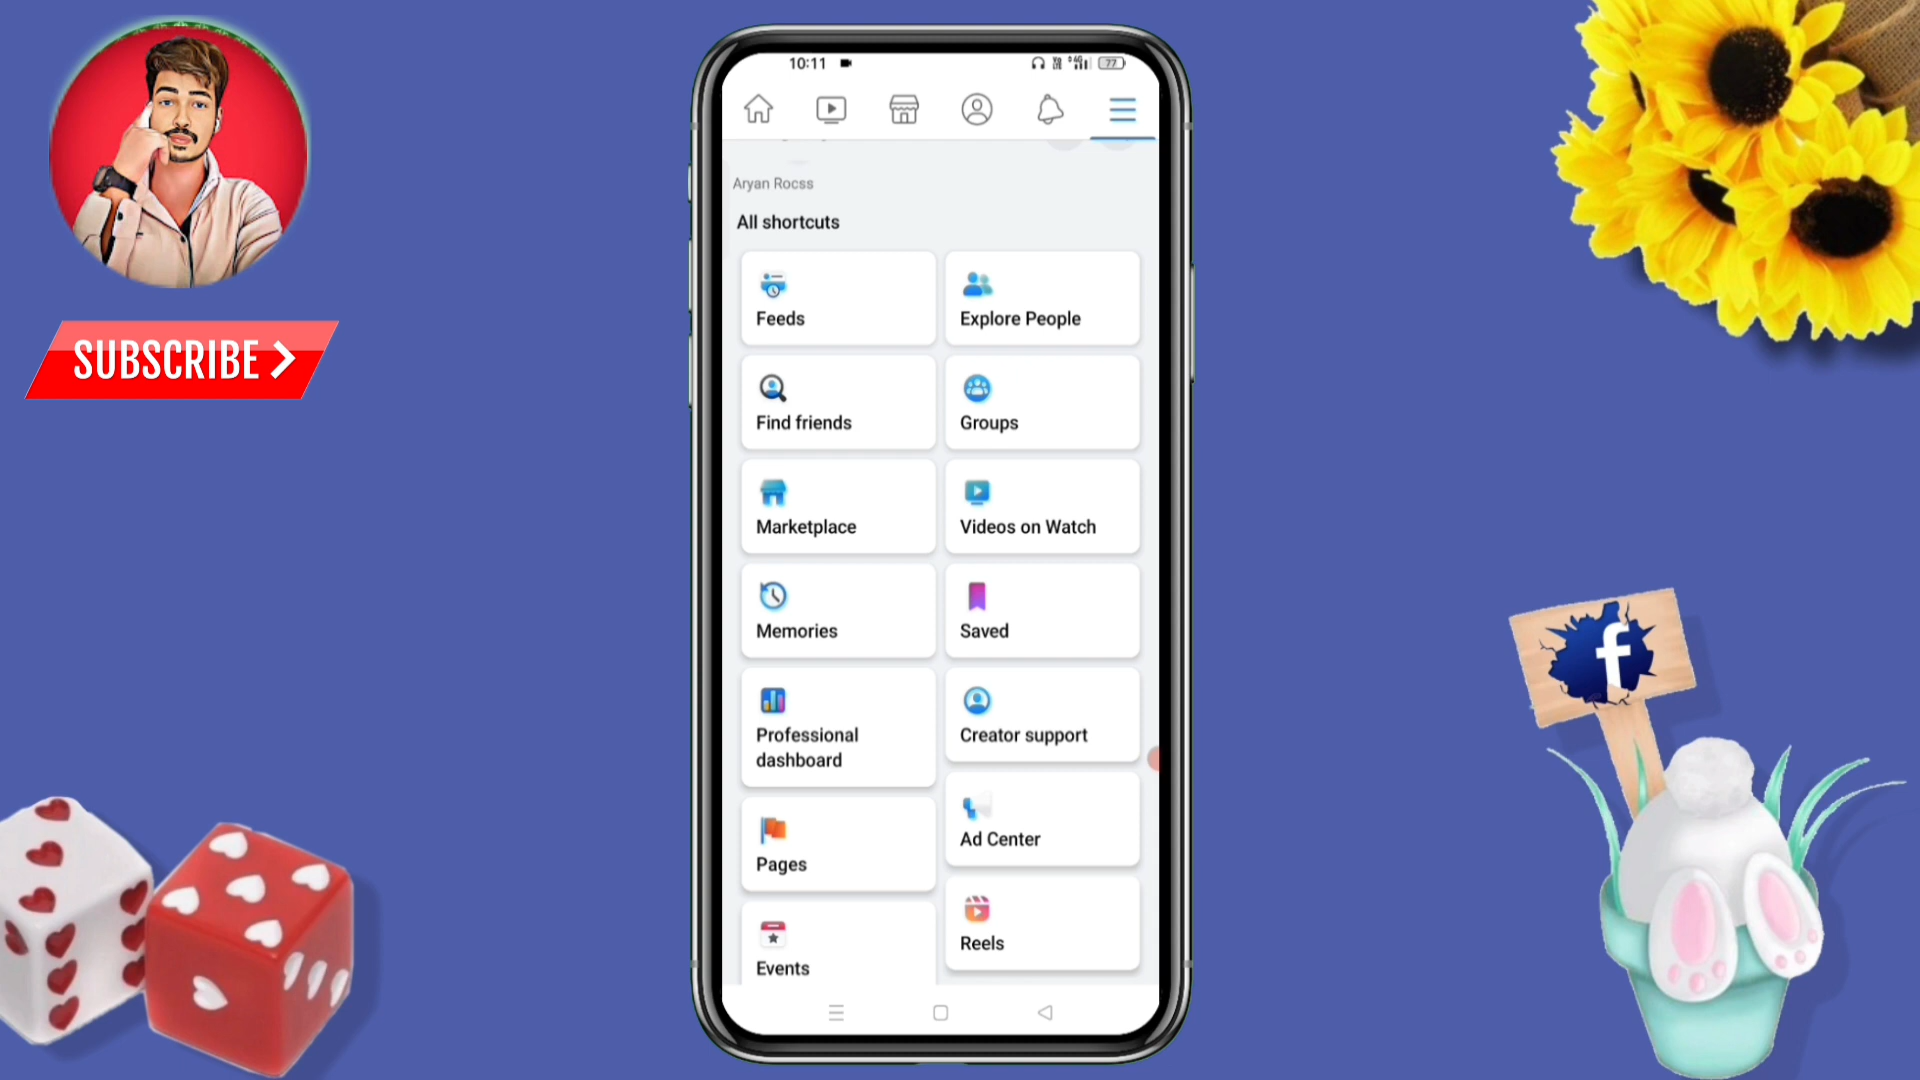 10:11
77
Aryan Rocss
All shortcuts
Feeds
Explore People
Find friends
Groups
Marketplace
Videos on Watch
Memories
Saved
Professional
dashboard
Creator support
Ad Center
Pages
Reels
Events
SUBSCRIBE
f